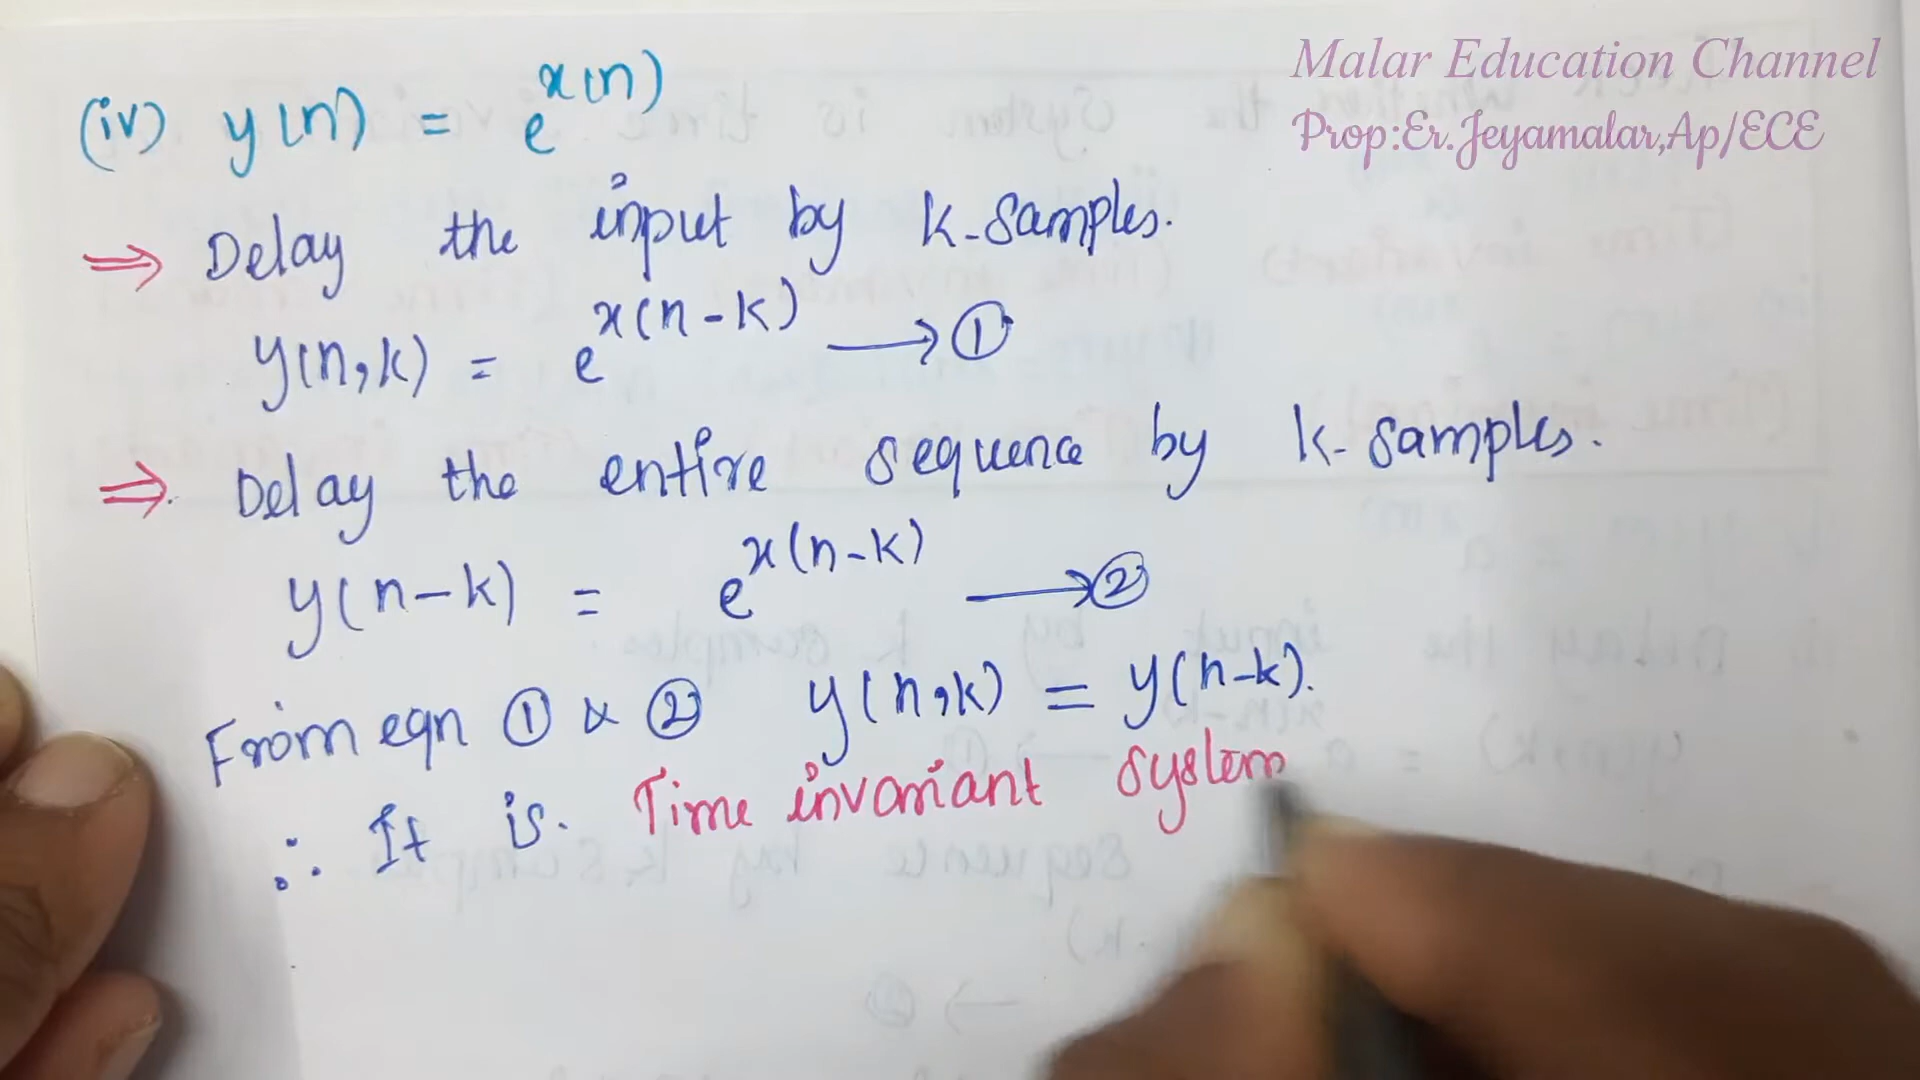 Malar Education Channel
Prop:Er.Jeyamalar,Ap/ECE
(iv) y(n) = e^x(n)
⇒ Delay the input by k-samples.
y(n,k) = e^x(n-k) → ①
⇒ Delay the entire sequence by k-samples.
y(n-k) = e^x(n-k) → ②
From eqn ① & ② y(n,k) = y(n-k).
∴ It is. Time invariant system